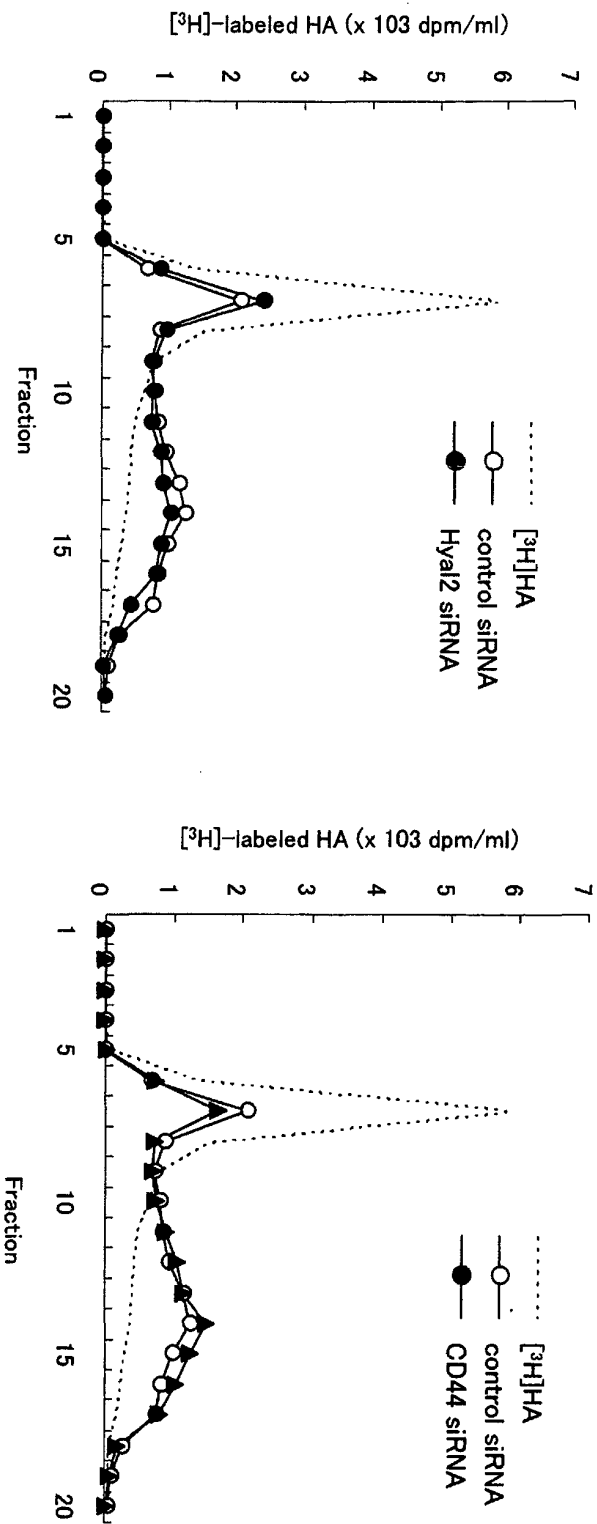 [³H]-labeled HA (x 103 dpm/ml)
7
6
5
4
3
2
1
0
1
5
10
15
20
Fraction
[³H]HA
control siRNA
Hyal2 siRNA
[³H]-labeled HA (x 103 dpm/ml)
7
6
5
4
3
2
1
0
1
5
10
15
20
Fraction
[³H]HA
control siRNA
CD44 siRNA